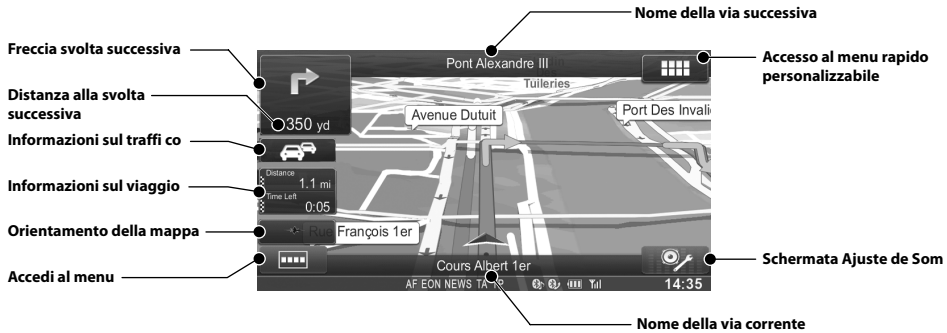 Nome della via successiva
Freccia svolta successiva
Accesso al menu rapido
personalizzabile
Distanza alla svolta
successiva
Informazioni sul traffi co
Informazioni sul viaggio
Orientamento della mappa
Accedi al menu
Schermata Ajuste de Som
Nome della via corrente
Pont Alexandre III
Tuileries
350 yd
Avenue Dutuit
Port Des Invali
Distance
1.1 mi
Time Left
0:05
Rue François 1er
Cours Albert 1er
AF EON NEWS TA TP
14:35